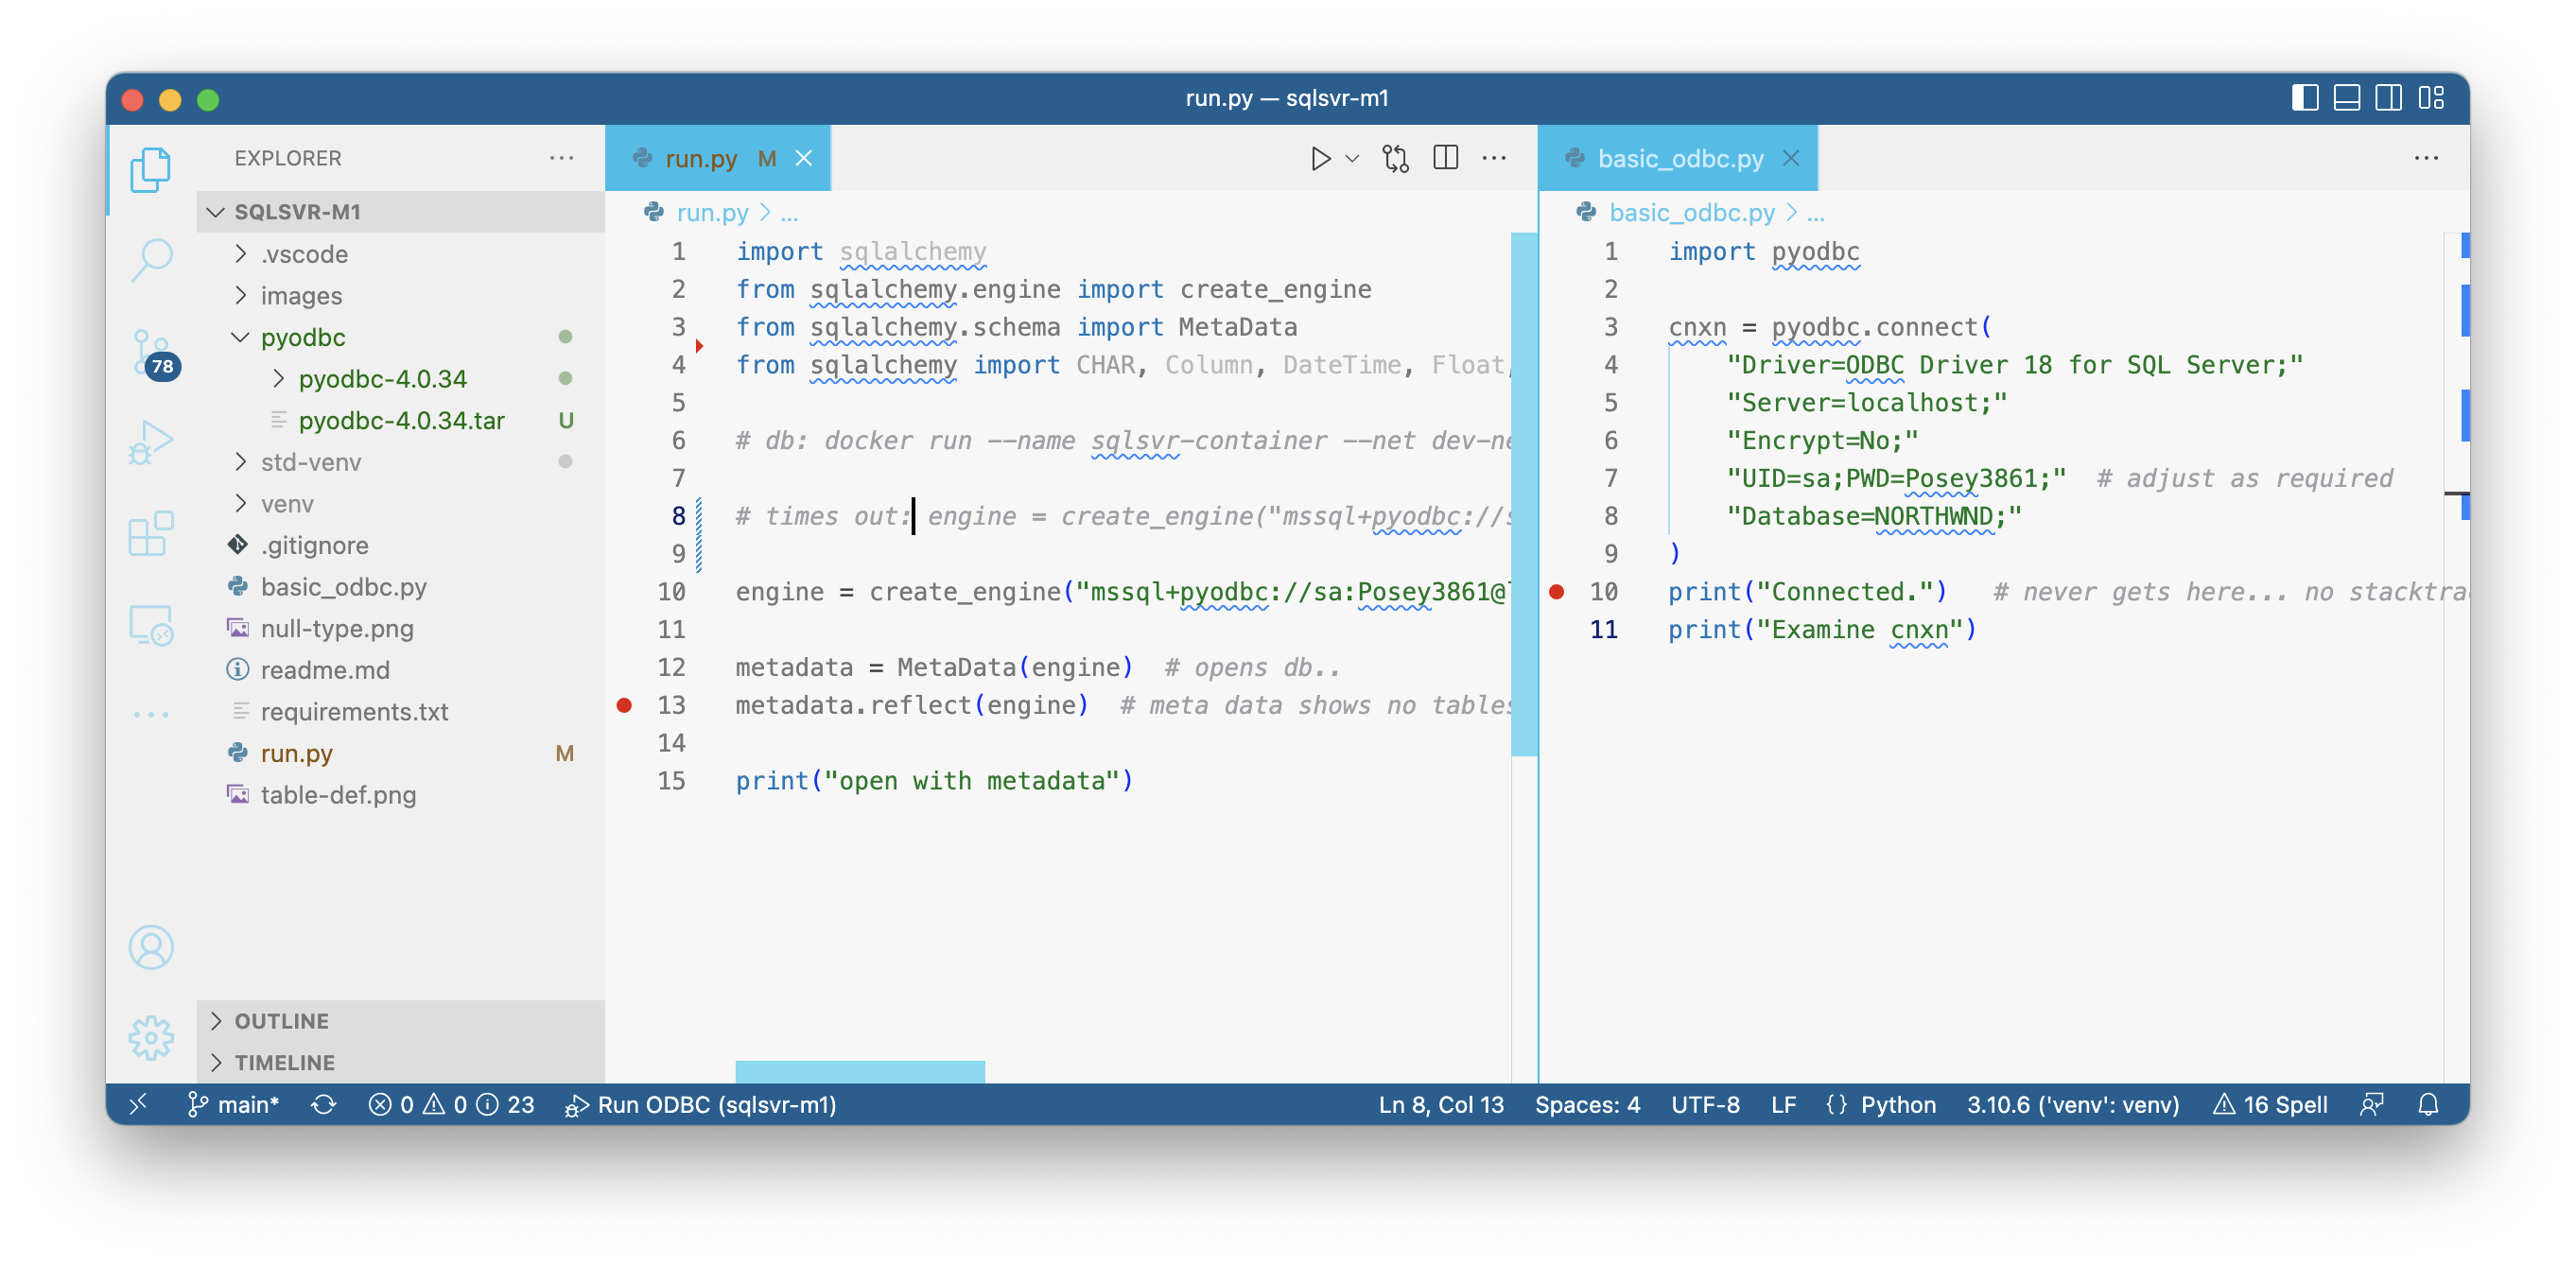 run.py — sqlsvr-m1
EXPLORER
SQLSVR-M1
.vscode
images
pyodbc
pyodbc-4.0.34
pyodbc-4.0.34.tar U
std-venv
venv
.gitignore
basic_odbc.py
null-type.png
readme.md
requirements.txt
run.py M
table-def.png
OUTLINE
TIMELINE
78
run.py M
run.py > ...
1 import sqlalchemy
2 from sqlalchemy.engine import create_engine
3 from sqlalchemy.schema import MetaData
4 from sqlalchemy import CHAR, Column, DateTime, Float,
5
6 # db: docker run --name sqlsvr-container --net dev-ne
7
8 # times out: engine = create_engine("mssql+pyodbc://s
9
10 engine = create_engine("mssql+pyodbc://sa:Posey3861@l
11
12 metadata = MetaData(engine)  # opens db..
13 metadata.reflect(engine)  # meta data shows no tables
14
15 print("open with metadata")
basic_odbc.py
basic_odbc.py > ...
1 import pyodbc
2
3 cnxn = pyodbc.connect(
4     "Driver=ODBC Driver 18 for SQL Server;"
5     "Server=localhost;"
6     "Encrypt=No;"
7     "UID=sa;PWD=Posey3861;"  # adjust as required
8     "Database=NORTHWND;"
9 )
10 print("Connected.")   # never gets here... no stacktra
11 print("Examine cnxn")
main* 0 0 23 Run ODBC (sqlsvr-m1) Ln 8, Col 13 Spaces: 4 UTF-8 LF {} Python 3.10.6 ('venv': venv) 16 Spell